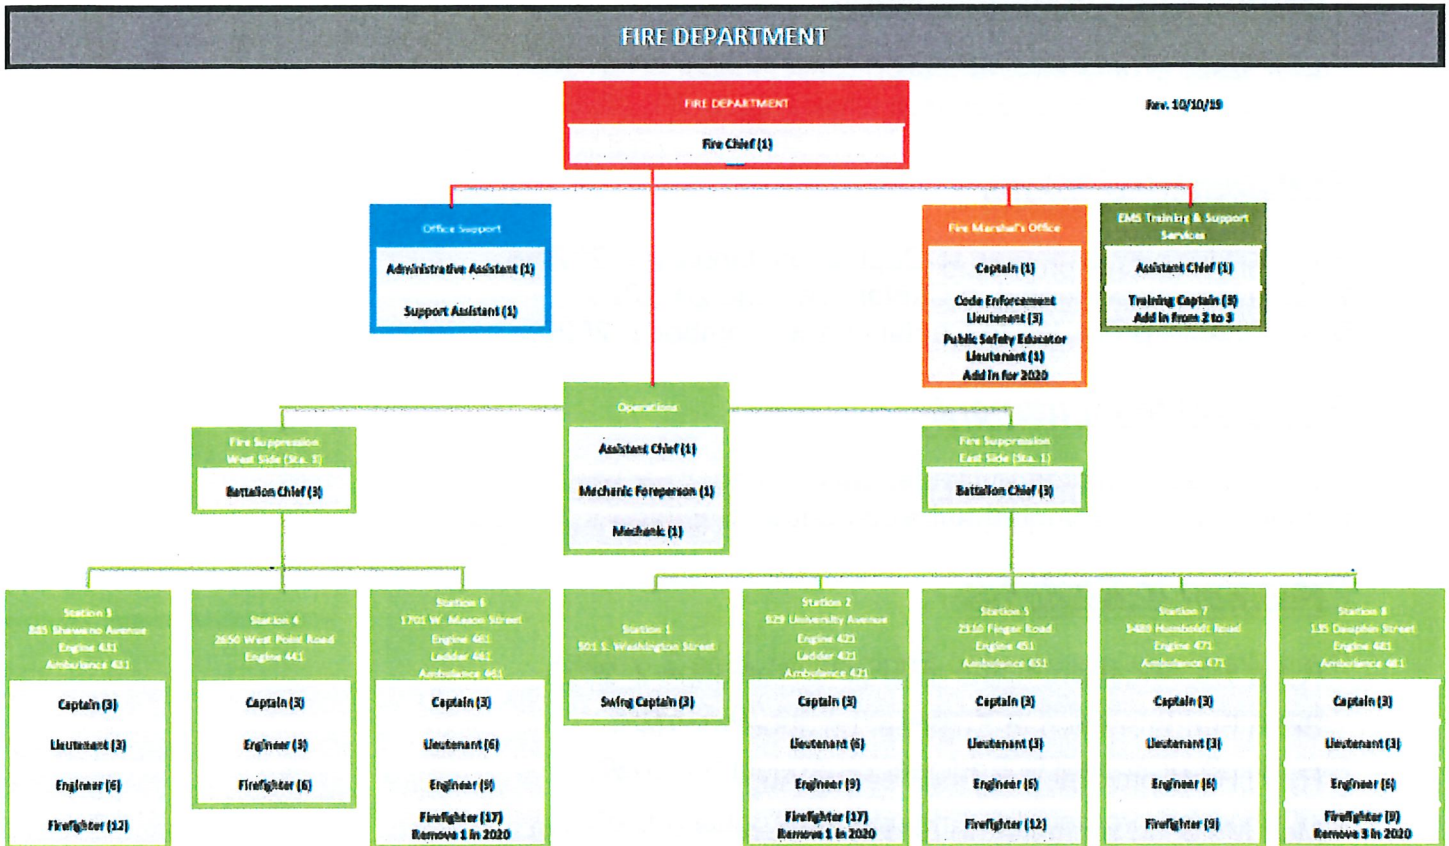 FIRE DEPARTMENT
FIRE DEPARTMENT
Fire Chief (1)
Rev. 10/10/19
Office Support
Administrative Assistant (1)
Support Assistant (1)
Fire Marshal's Office
Captain (1)
Code Enforcement
Lieutenant (3)
Public Safety Educator
Lieutenant (1)
Add in for 2020
EMS Training & Support
Services
Assistant Chief (1)
Training Captain (3)
Add in from 2 to 3
Operations
Assistant Chief (1)
Mechanic Foreperson (1)
Mechanic (1)
Fire Suppression
West Side (Sta. 3)
Battalion Chief (3)
Fire Suppression
East Side (Sta. 1)
Battalion Chief (3)
Station 3
885 Shawano Avenue
Engine 431
Ambulance 431
Captain (3)
Lieutenant (3)
Engineer (6)
Firefighter (12)
Station 4
2650 West Point Road
Engine 441
Captain (3)
Engineer (3)
Firefighter (6)
Station 6
1701 W. Mason Street
Engine 461
Ladder 461
Ambulance 461
Captain (3)
Lieutenant (6)
Engineer (9)
Firefighter (17)
Remove 1 in 2020
Station 1
501 S. Washington Street
Swing Captain (3)
Station 2
929 University Avenue
Engine 421
Ladder 421
Ambulance 421
Captain (3)
Lieutenant (6)
Engineer (9)
Firefighter (17)
Remove 1 in 2020
Station 5
2310 Finger Road
Engine 451
Ambulance 451
Captain (3)
Lieutenant (3)
Engineer (6)
Firefighter (12)
Station 7
Humboldt Road
Engine 471
Ambulance 471
Captain (3)
Lieutenant (3)
Engineer (6)
Firefighter (9)
Station 8
135 Dauphin Street
Engine 481
Ambulance 481
Captain (3)
Lieutenant (3)
Engineer (6)
Firefighter (9)
Remove 3 in 2020